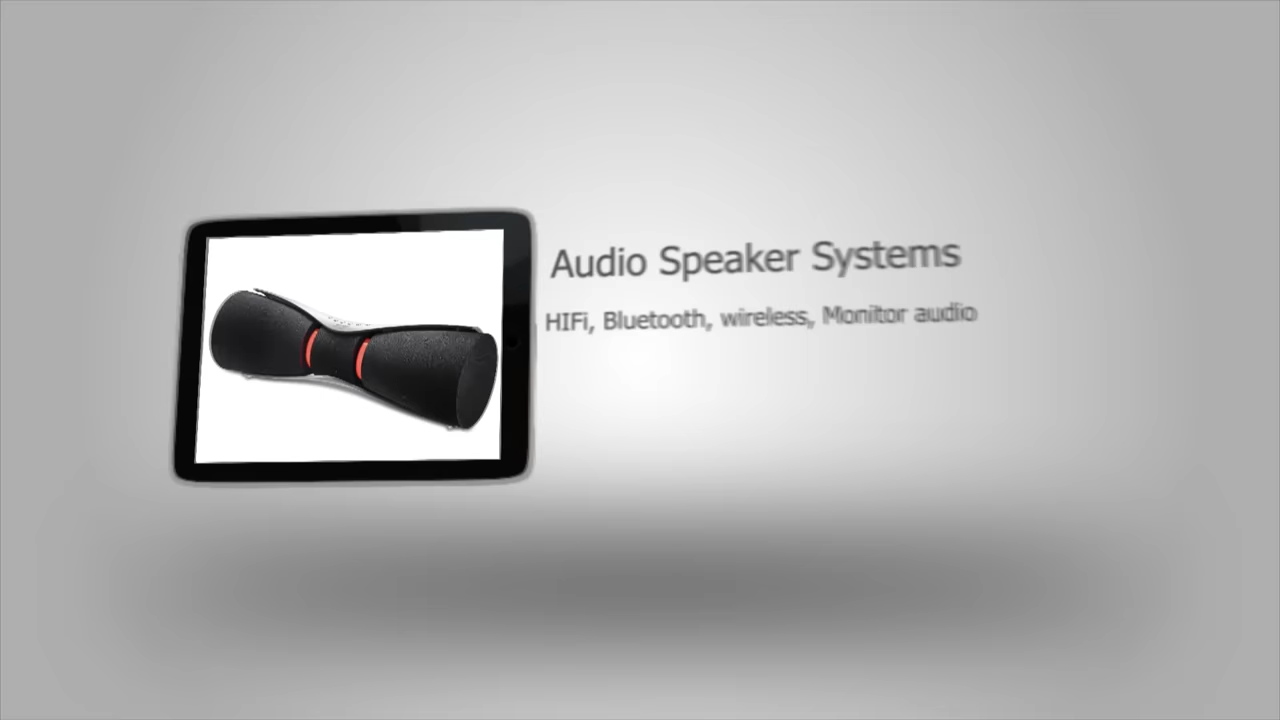 Audio Speaker Systems
HIFi, Bluetooth, wireless, Monitor audio